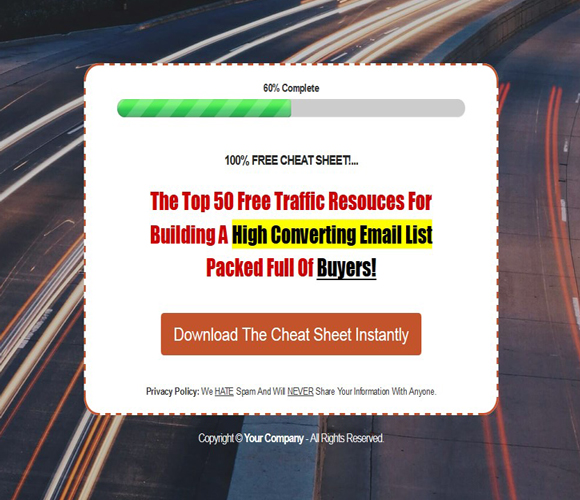 60% Complete
100% FREE CHEAT SHEET!...
The Top 50 Free Traffic Resouces For
Building A High Converting Email List
Packed Full Of Buyers!
Download The Cheat Sheet Instantly
Privacy Policy: We HATE Spam And Will NEVER Share Your Information With Anyone.
Copyright © Your Company - All Rights Reserved.